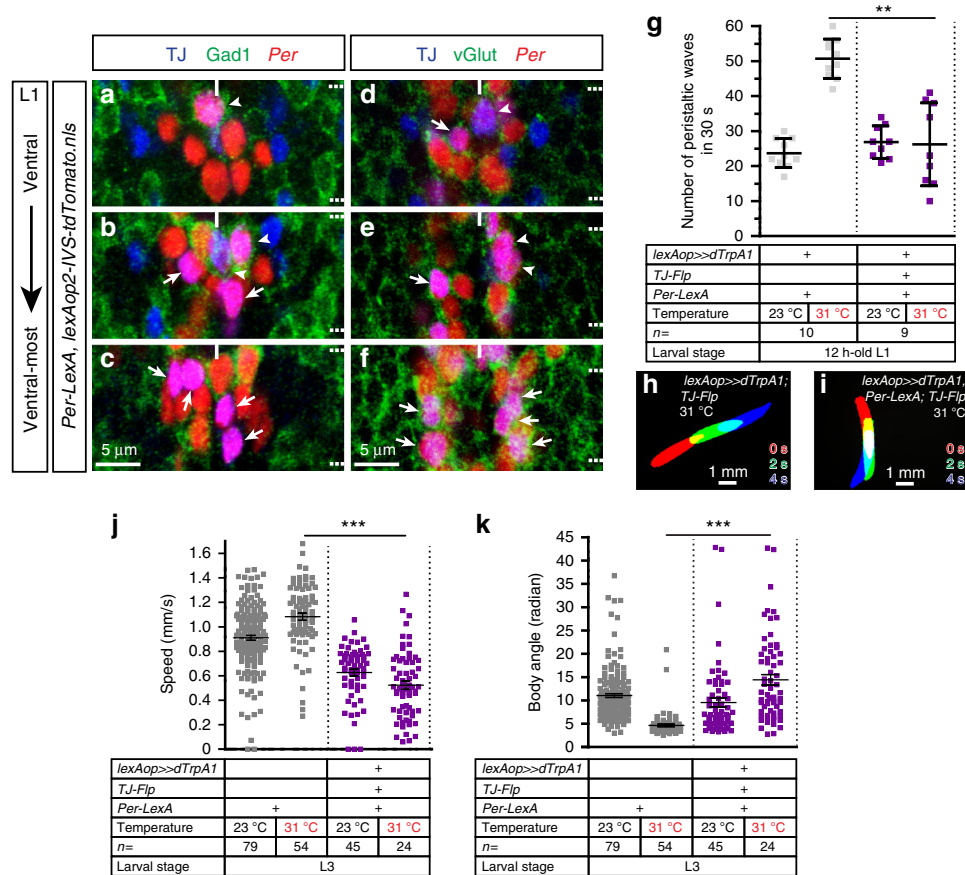 TJ Gad1 Per
TJ vGlut Per
L1
Ventral
Ventral-most
Per-LexA, lexAop2-IVS-tdTomato.nls
a
b
c
5 µm
d
e
f
5 µm
g
**
Number of peristaltic waves
in 30 s
60
50
40
30
20
10
0
lexAop>>dTrpA1 + +
TJ-Flp +
Per-LexA + +
Temperature 23 °C 31 °C 23 °C 31 °C
n= 10 9
Larval stage 12 h-old L1
h
lexAop>>dTrpA1;
TJ-Flp
31 °C
0 s
2 s
4 s
1 mm
i
lexAop>>dTrpA1,
Per-LexA; TJ-Flp
31 °C
0 s
2 s
4 s
1 mm
j
***
Speed (mm/s)
1.6
1.4
1.2
1.0
0.8
0.6
0.4
0.2
0
lexAop>>dTrpA1 +
TJ-Flp +
Per-LexA + +
Temperature 23 °C 31 °C 23 °C 31 °C
n= 79 54 45 24
Larval stage L3
k
***
Body angle (radian)
45
40
35
30
25
20
15
10
5
0
lexAop>>dTrpA1 +
TJ-Flp +
Per-LexA + +
Temperature 23 °C 31 °C 23 °C 31 °C
n= 79 54 45 24
Larval stage L3